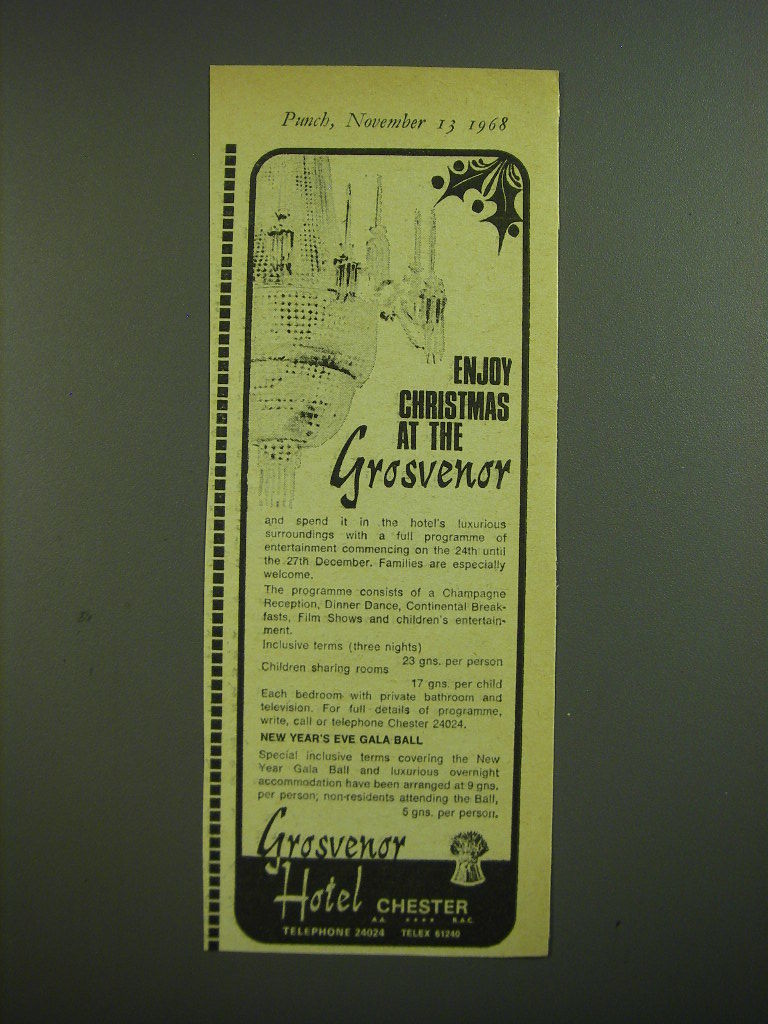 Punch, November 13 1968
ENJOY
CHRISTMAS
AT THE
Grosvenor
and spend it in the hotel's luxurious
surroundings with a full programme of
entertainment commencing on the 24th until
the 27th December. Families are especially
welcome.
The programme consists of a Champagne
Reception, Dinner Dance, Continental Break-
fasts, Film Shows and children's entertain-
ment.
Inclusive terms (three nights)
23 gns. per person
Children sharing rooms
17 gns. per child
Each bedroom with private bathroom and
television. For full details of programme,
write, call or telephone Chester 24024.
NEW YEAR'S EVE GALA BALL
Special inclusive terms covering the New
Year Gala Ball and luxurious overnight
accommodation have been arranged at 9 gns.
per person; non-residents attending the Ball,
5 gns. per person.
Grosvenor
Hotel CHESTER
A.A. **** R.A.C.
TELEPHONE 24024 TELEX 61240